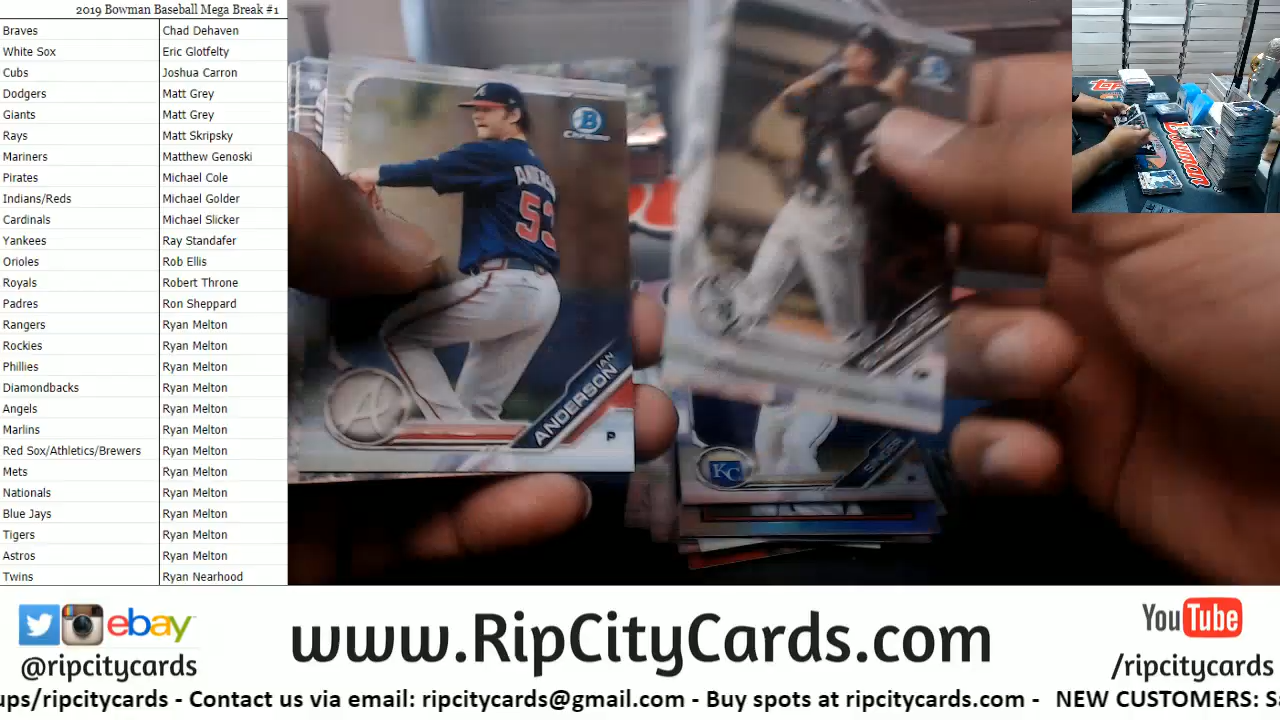 2019 Bowman Baseball Mega Break #1
Braves Chad Dehaven
White Sox Eric Glotfelty
Cubs Joshua Carron
Dodgers Matt Grey
Giants Matt Grey
Rays Matt Skripsky
Mariners Matthew Genoski
Pirates Michael Cole
Indians/Reds Michael Golder
Cardinals Michael Slicker
Yankees Ray Standafer
Orioles Rob Ellis
Royals Robert Throne
Padres Ron Sheppard
Rangers Ryan Melton
Rockies Ryan Melton
Phillies Ryan Melton
Diamondbacks Ryan Melton
Angels Ryan Melton
Marlins Ryan Melton
Red Sox/Athletics/Brewers Ryan Melton
Mets Ryan Melton
Nationals Ryan Melton
Blue Jays Ryan Melton
Tigers Ryan Melton
Astros Ryan Melton
Twins Ryan Nearhood
B
Chrome
53
IAN
ANDERSON
P
A
KC
Bowman
ebay
@ripcitycards
www.RipCityCards.com
YouTube
/ripcitycards
ups/ripcitycards - Contact us via email: ripcitycards@gmail.com - Buy spots at ripcitycards.com - NEW CUSTOMERS: Sa